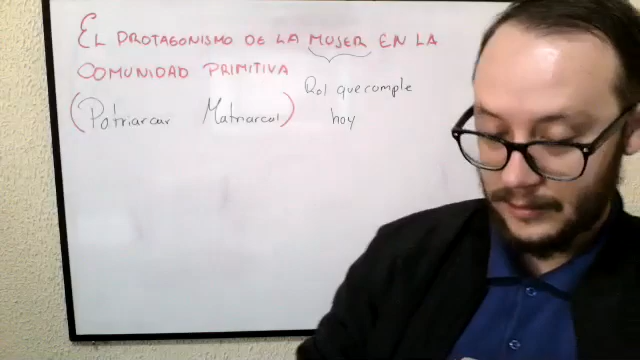 EL PROTAGONISMO DE LA MUJER EN LA
COMUNIDAD PRIMITIVA
Rol que cumple
hoy
(Patriarcar Matriarcal)